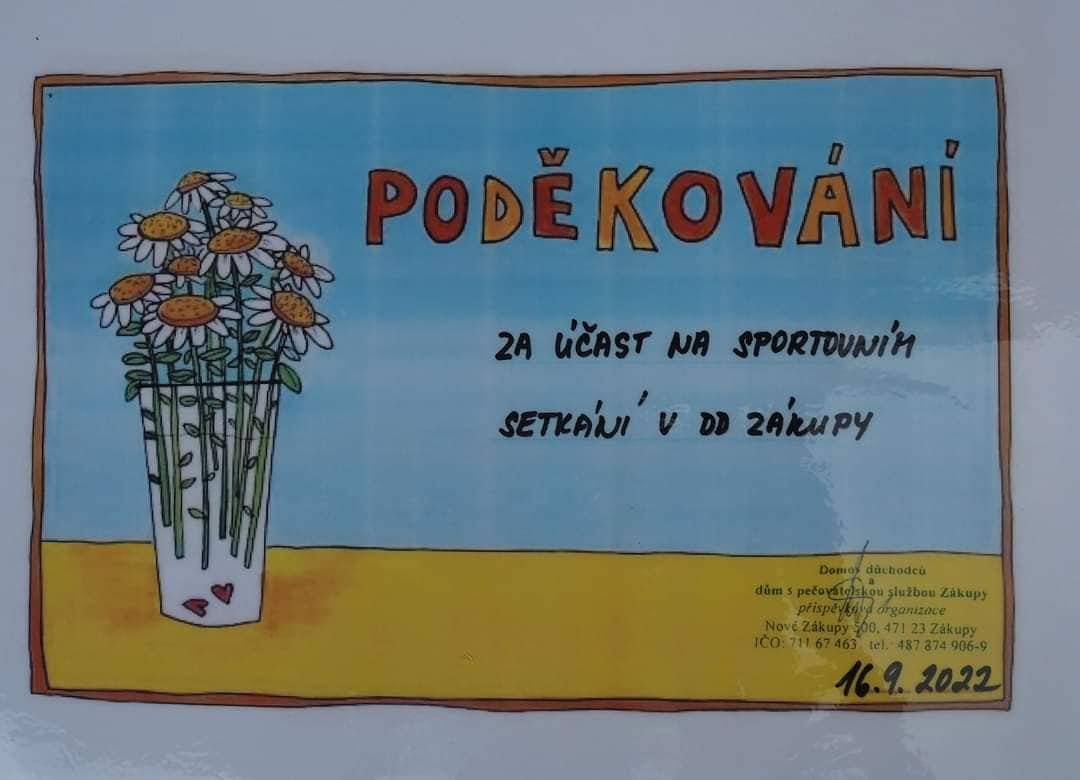 PODĚKOVÁNÍ
ZA ÚČAST NA SPORTOVNÍM
SETKÁNÍ V DD ZÁKUPY
Domov důchodců
a
dům s pečovatelskou službou Zákupy
příspěvková organizace
Nové Zákupy 500, 471 23 Zákupy
IČO: 711 67 463, tel.: 487 874 906-9
16.9.2022